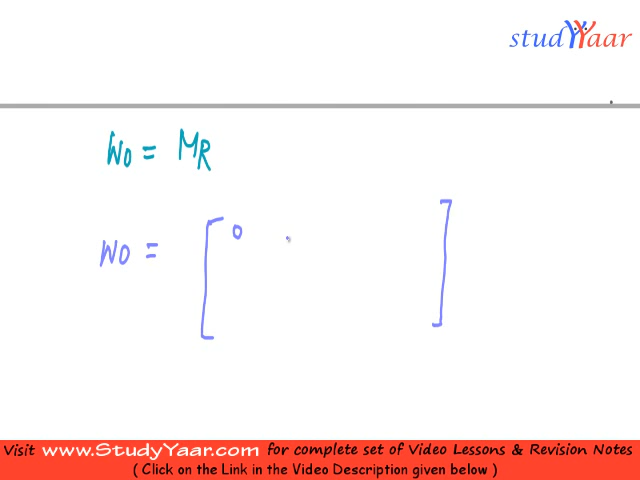 studYYaar
W0 = MR
W0 = [ 0 ]
Visit www.StudyYaar.com for complete set of Video Lessons & Revision Notes
( Click on the Link in the Video Description given below )